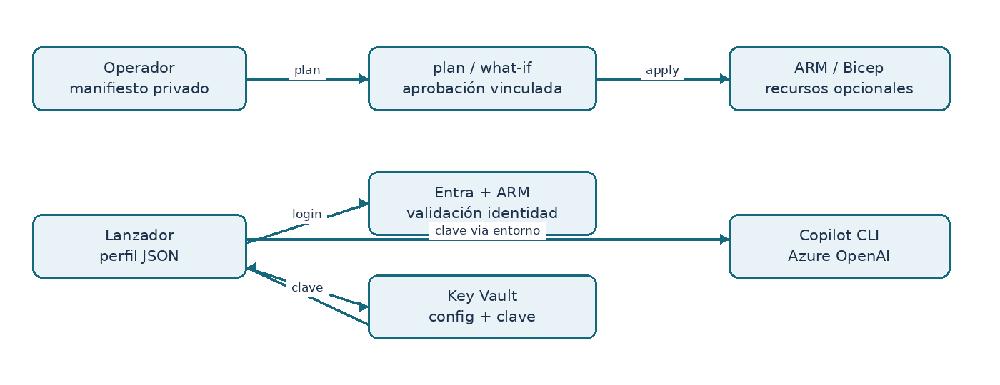 Operador
manifiesto privado
plan
plan / what-if
aprobación vinculada
apply
ARM / Bicep
recursos opcionales
Entra + ARM
validación identidad
login
clave via entorno
Lanzador
perfil JSON
Copilot CLI
Azure OpenAI
clave
Key Vault
config + clave